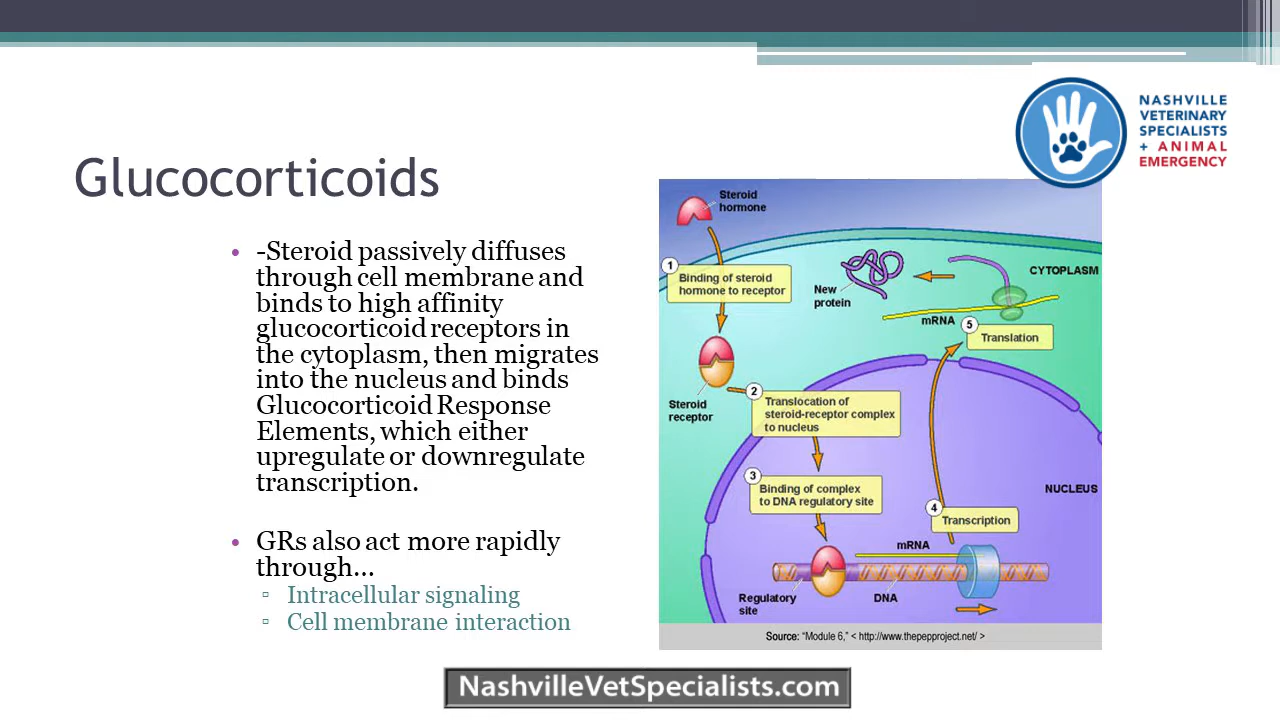 NASHVILLE
VETERINARY
SPECIALISTS
+ ANIMAL
EMERGENCY
Glucocorticoids
• -Steroid passively diffuses
through cell membrane and
binds to high affinity
glucocorticoid receptors in
the cytoplasm, then migrates
into the nucleus and binds
Glucocorticoid Response
Elements, which either
upregulate or downregulate
transcription.
• GRs also act more rapidly
through...
▫ Intracellular signaling
▫ Cell membrane interaction
Steroid
hormone
1
Binding of steroid
hormone to receptor
New
protein
CYTOPLASM
mRNA
5
Translation
Steroid
receptor
2
Translocation of
steroid-receptor complex
to nucleus
3
Binding of complex
to DNA regulatory site
NUCLEUS
4
Transcription
mRNA
Regulatory
site
DNA
Source: "Module 6," < http://www.thepepproject.net/ >
NashvilleVetSpecialists.com